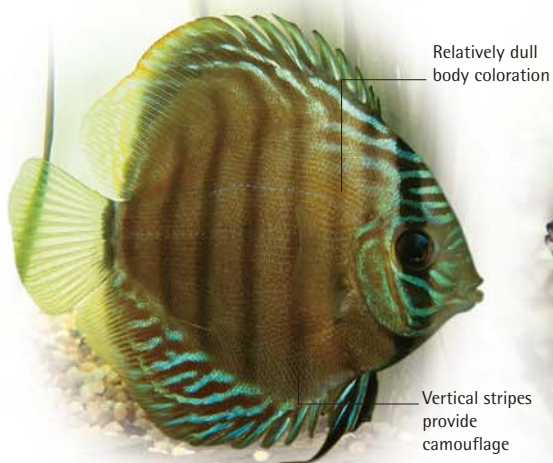 Relatively dull
body coloration
Vertical stripes
provide
camouflage